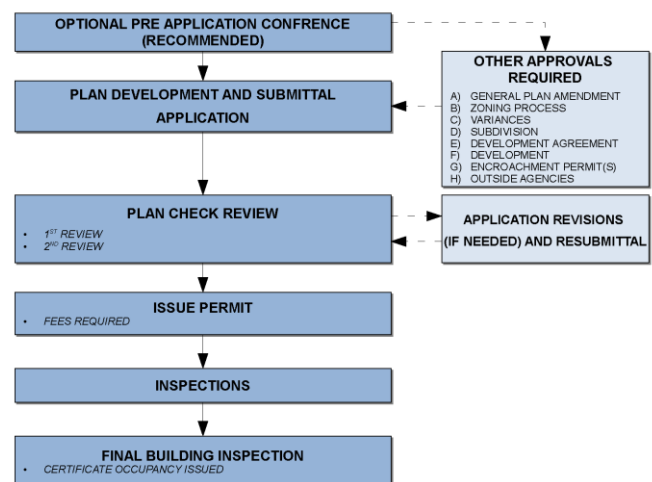 OPTIONAL PRE APPLICATION CONFRENCE
(RECOMMENDED)
OTHER APPROVALS
REQUIRED
A) GENERAL PLAN AMENDMENT
B) ZONING PROCESS
C) VARIANCES
D) SUBDIVISION
E) DEVELOPMENT AGREEMENT
F) DEVELOPMENT
G) ENCROACHMENT PERMIT(S)
H) OUTSIDE AGENCIES
PLAN DEVELOPMENT AND SUBMITTAL
APPLICATION
PLAN CHECK REVIEW
• 1ST REVIEW
• 2ND REVIEW
APPLICATION REVISIONS
(IF NEEDED) AND RESUBMITTAL
ISSUE PERMIT
• FEES REQUIRED
INSPECTIONS
FINAL BUILDING INSPECTION
• CERTIFICATE OCCUPANCY ISSUED